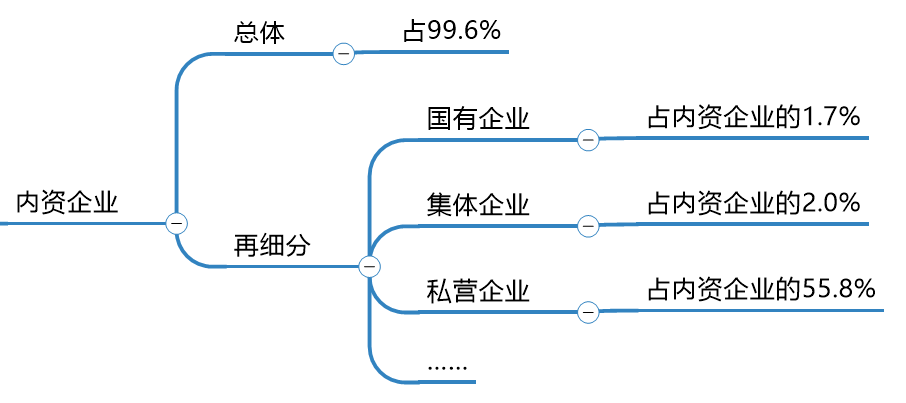 内资企业
总体
占99.6%
再细分
国有企业
占内资企业的1.7%
集体企业
占内资企业的2.0%
私营企业
占内资企业的55.8%
……